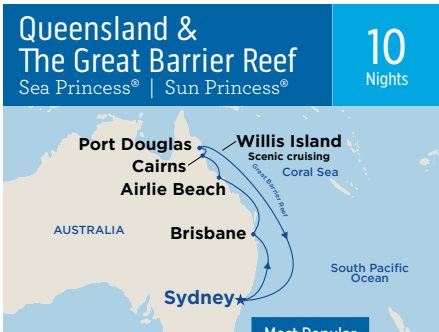 Queensland &
The Great Barrier Reef
Sea Princess® | Sun Princess®
10
Nights
Port Douglas
Willis Island
Scenic cruising
Cairns
Great Barrier Reef
Coral Sea
Airlie Beach
AUSTRALIA
Brisbane
South Pacific
Ocean
Sydney
Most Popular